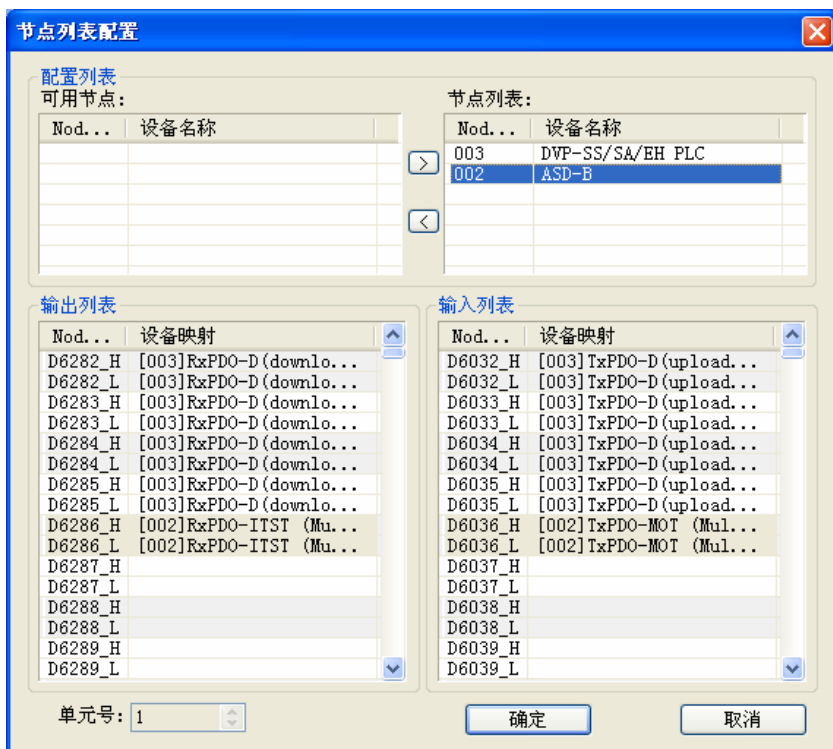 节点列表配置
配置列表
可用节点：
Nod... 设备名称
节点列表：
Nod... 设备名称
003 DVP-SS/SA/EH PLC
002 ASD-B
>
<
输出列表
Nod... 设备映射
D6282_H [003]RxPDO-D(downlo...
D6282_L [003]RxPDO-D(downlo...
D6283_H [003]RxPDO-D(downlo...
D6283_L [003]RxPDO-D(downlo...
D6284_H [003]RxPDO-D(downlo...
D6284_L [003]RxPDO-D(downlo...
D6285_H [003]RxPDO-D(downlo...
D6285_L [003]RxPDO-D(downlo...
D6286_H [002]RxPDO-ITST (Mu...
D6286_L [002]RxPDO-ITST (Mu...
D6287_H
D6287_L
D6288_H
D6288_L
D6289_H
D6289_L
输入列表
Nod... 设备映射
D6032_H [003]TxPDO-D(upload...
D6032_L [003]TxPDO-D(upload...
D6033_H [003]TxPDO-D(upload...
D6033_L [003]TxPDO-D(upload...
D6034_H [003]TxPDO-D(upload...
D6034_L [003]TxPDO-D(upload...
D6035_H [003]TxPDO-D(upload...
D6035_L [003]TxPDO-D(upload...
D6036_H [002]TxPDO-MOT (Mul...
D6036_L [002]TxPDO-MOT (Mul...
D6037_H
D6037_L
D6038_H
D6038_L
D6039_H
D6039_L
单元号：1
确定
取消